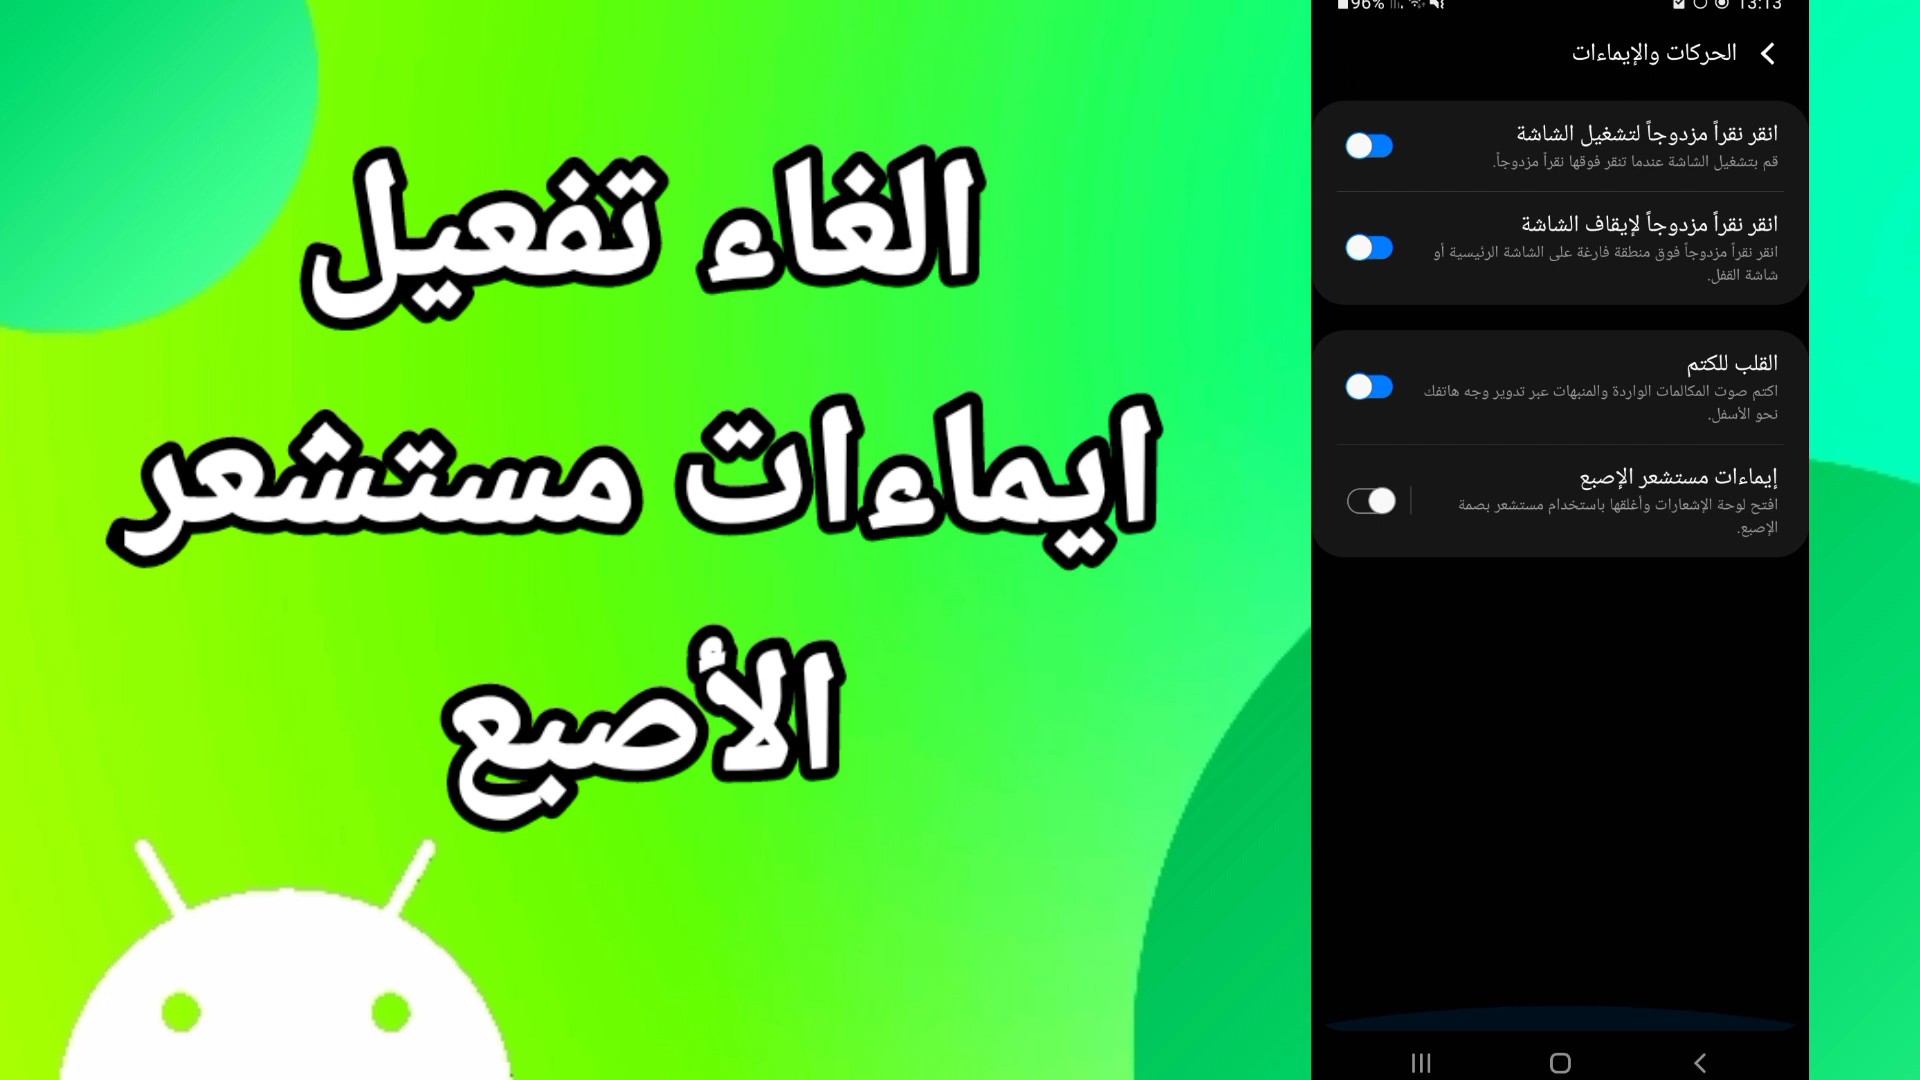 الغاء تفعيل
ايماءات مستشعر
الأصبع
96%
13:13
الحركات والإيماءات
انقر نقراً مزدوجاً لتشغيل الشاشة
قم بتشغيل الشاشة عندما تنقر فوقها نقراً مزدوجاً.
انقر نقراً مزدوجاً لإيقاف الشاشة
انقر نقراً مزدوجاً فوق منطقة فارغة على الشاشة الرئيسية أو
شاشة القفل.
القلب للكتم
اكتم صوت المكالمات الواردة والمنبهات عبر تدوير وجه هاتفك
نحو الأسفل.
إيماءات مستشعر الإصبع
افتح لوحة الإشعارات وأغلقها باستخدام مستشعر بصمة
الإصبع.